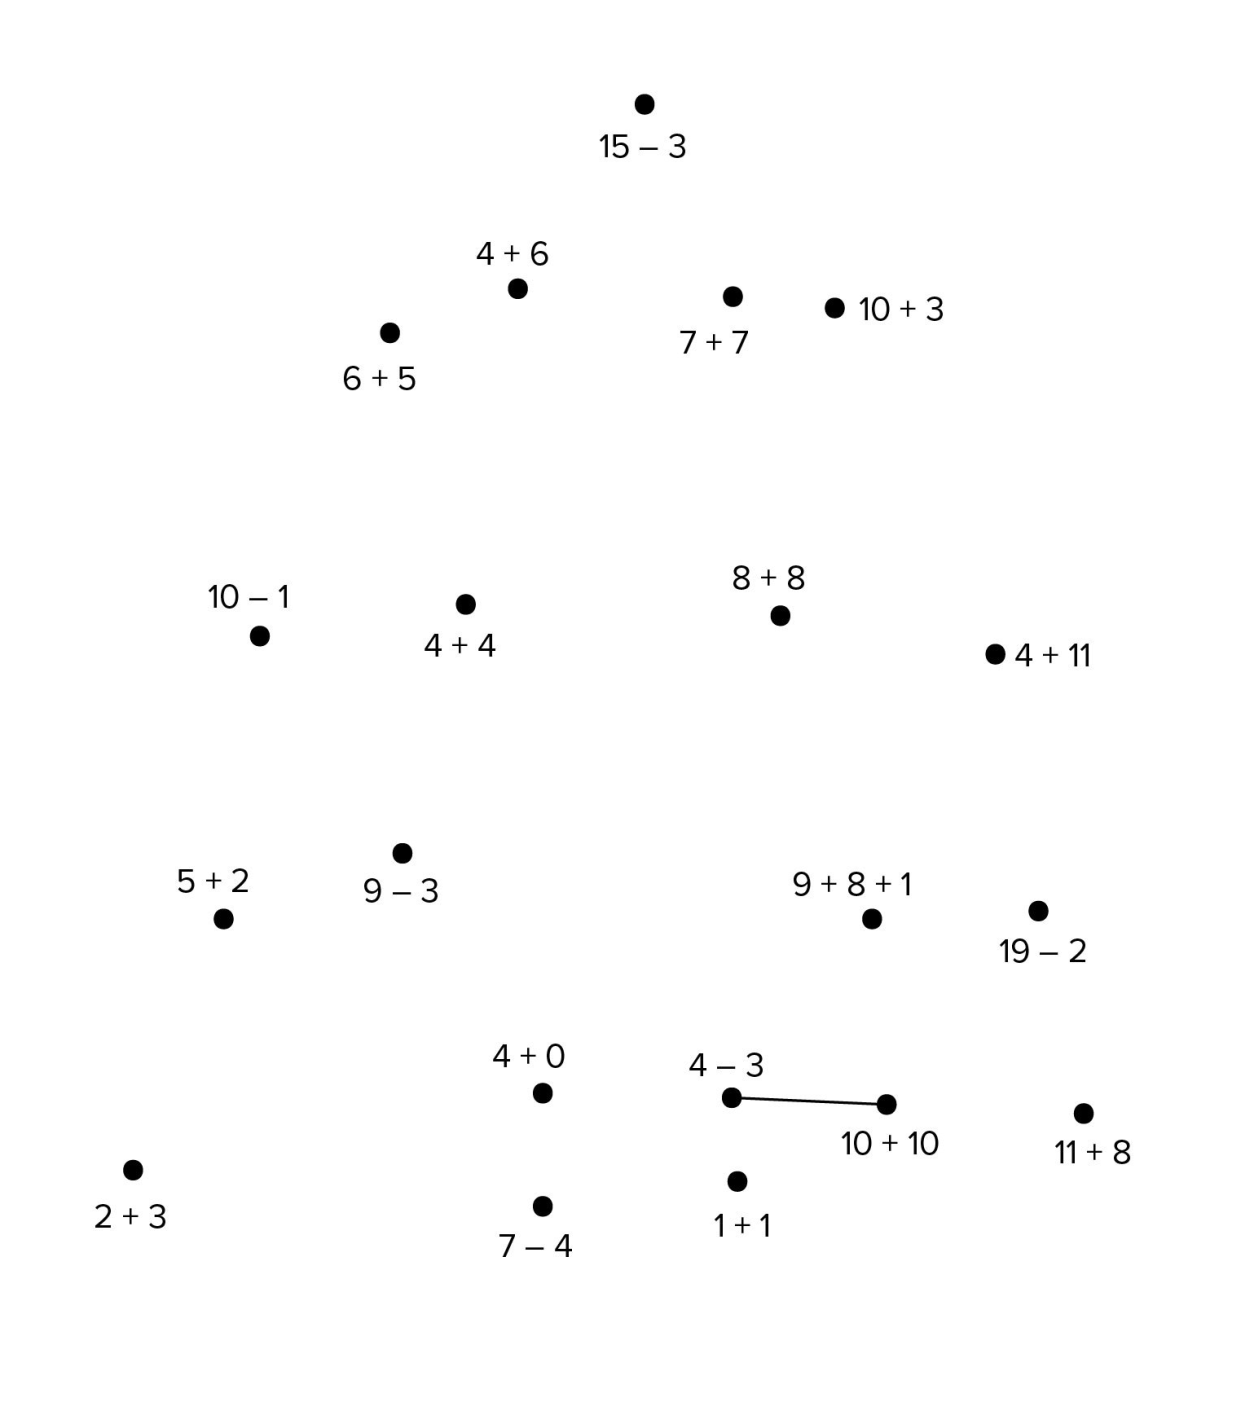 15 – 3
4 + 6
7 + 7
10 + 3
6 + 5
10 – 1
4 + 4
8 + 8
4 + 11
5 + 2
9 – 3
9 + 8 + 1
19 – 2
4 + 0
4 – 3
10 + 10
11 + 8
2 + 3
7 – 4
1 + 1